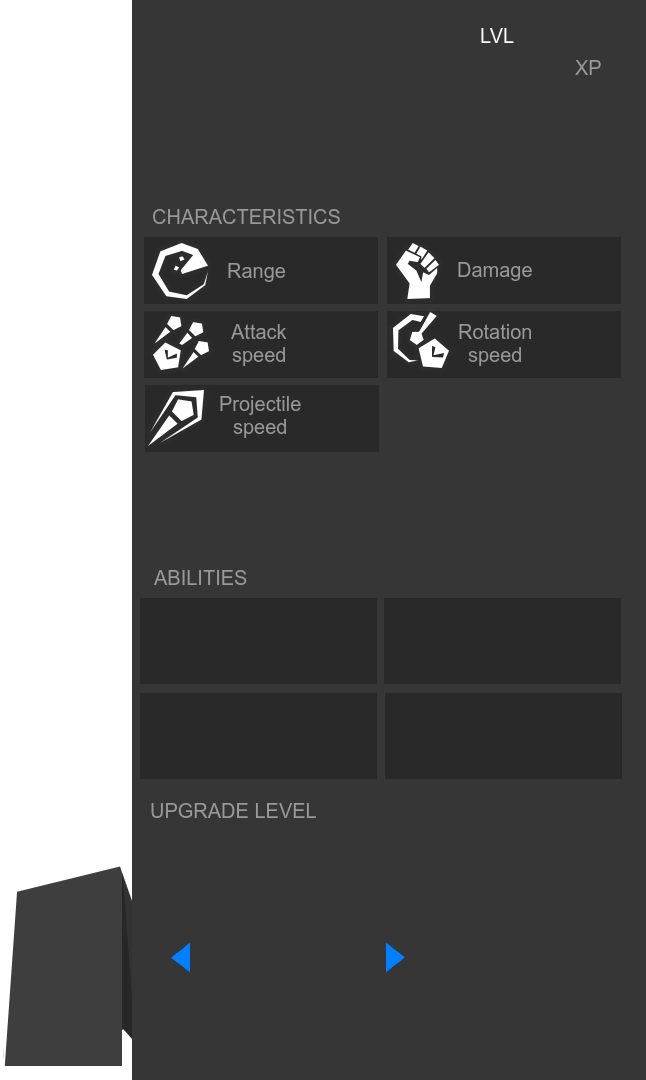 LVL
XP
CHARACTERISTICS
Range
Damage
Attack
speed
Rotation
speed
Projectile
speed
ABILITIES
UPGRADE LEVEL